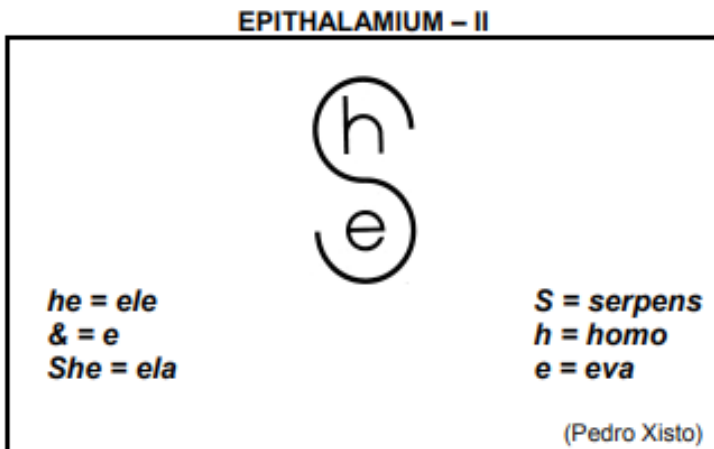 EPITHALAMIUM – II
S
h
e
he = ele
& = e
She = ela
S = serpens
h = homo
e = eva
(Pedro Xisto)